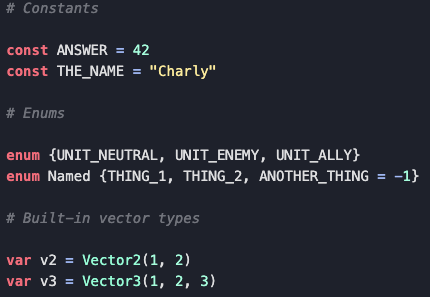 # Constants
const ANSWER = 42
const THE_NAME = "Charly"
# Enums
enum {UNIT_NEUTRAL, UNIT_ENEMY, UNIT_ALLY}
enum Named {THING_1, THING_2, ANOTHER_THING = -1}
# Built-in vector types
var v2 = Vector2(1, 2)
var v3 = Vector3(1, 2, 3)